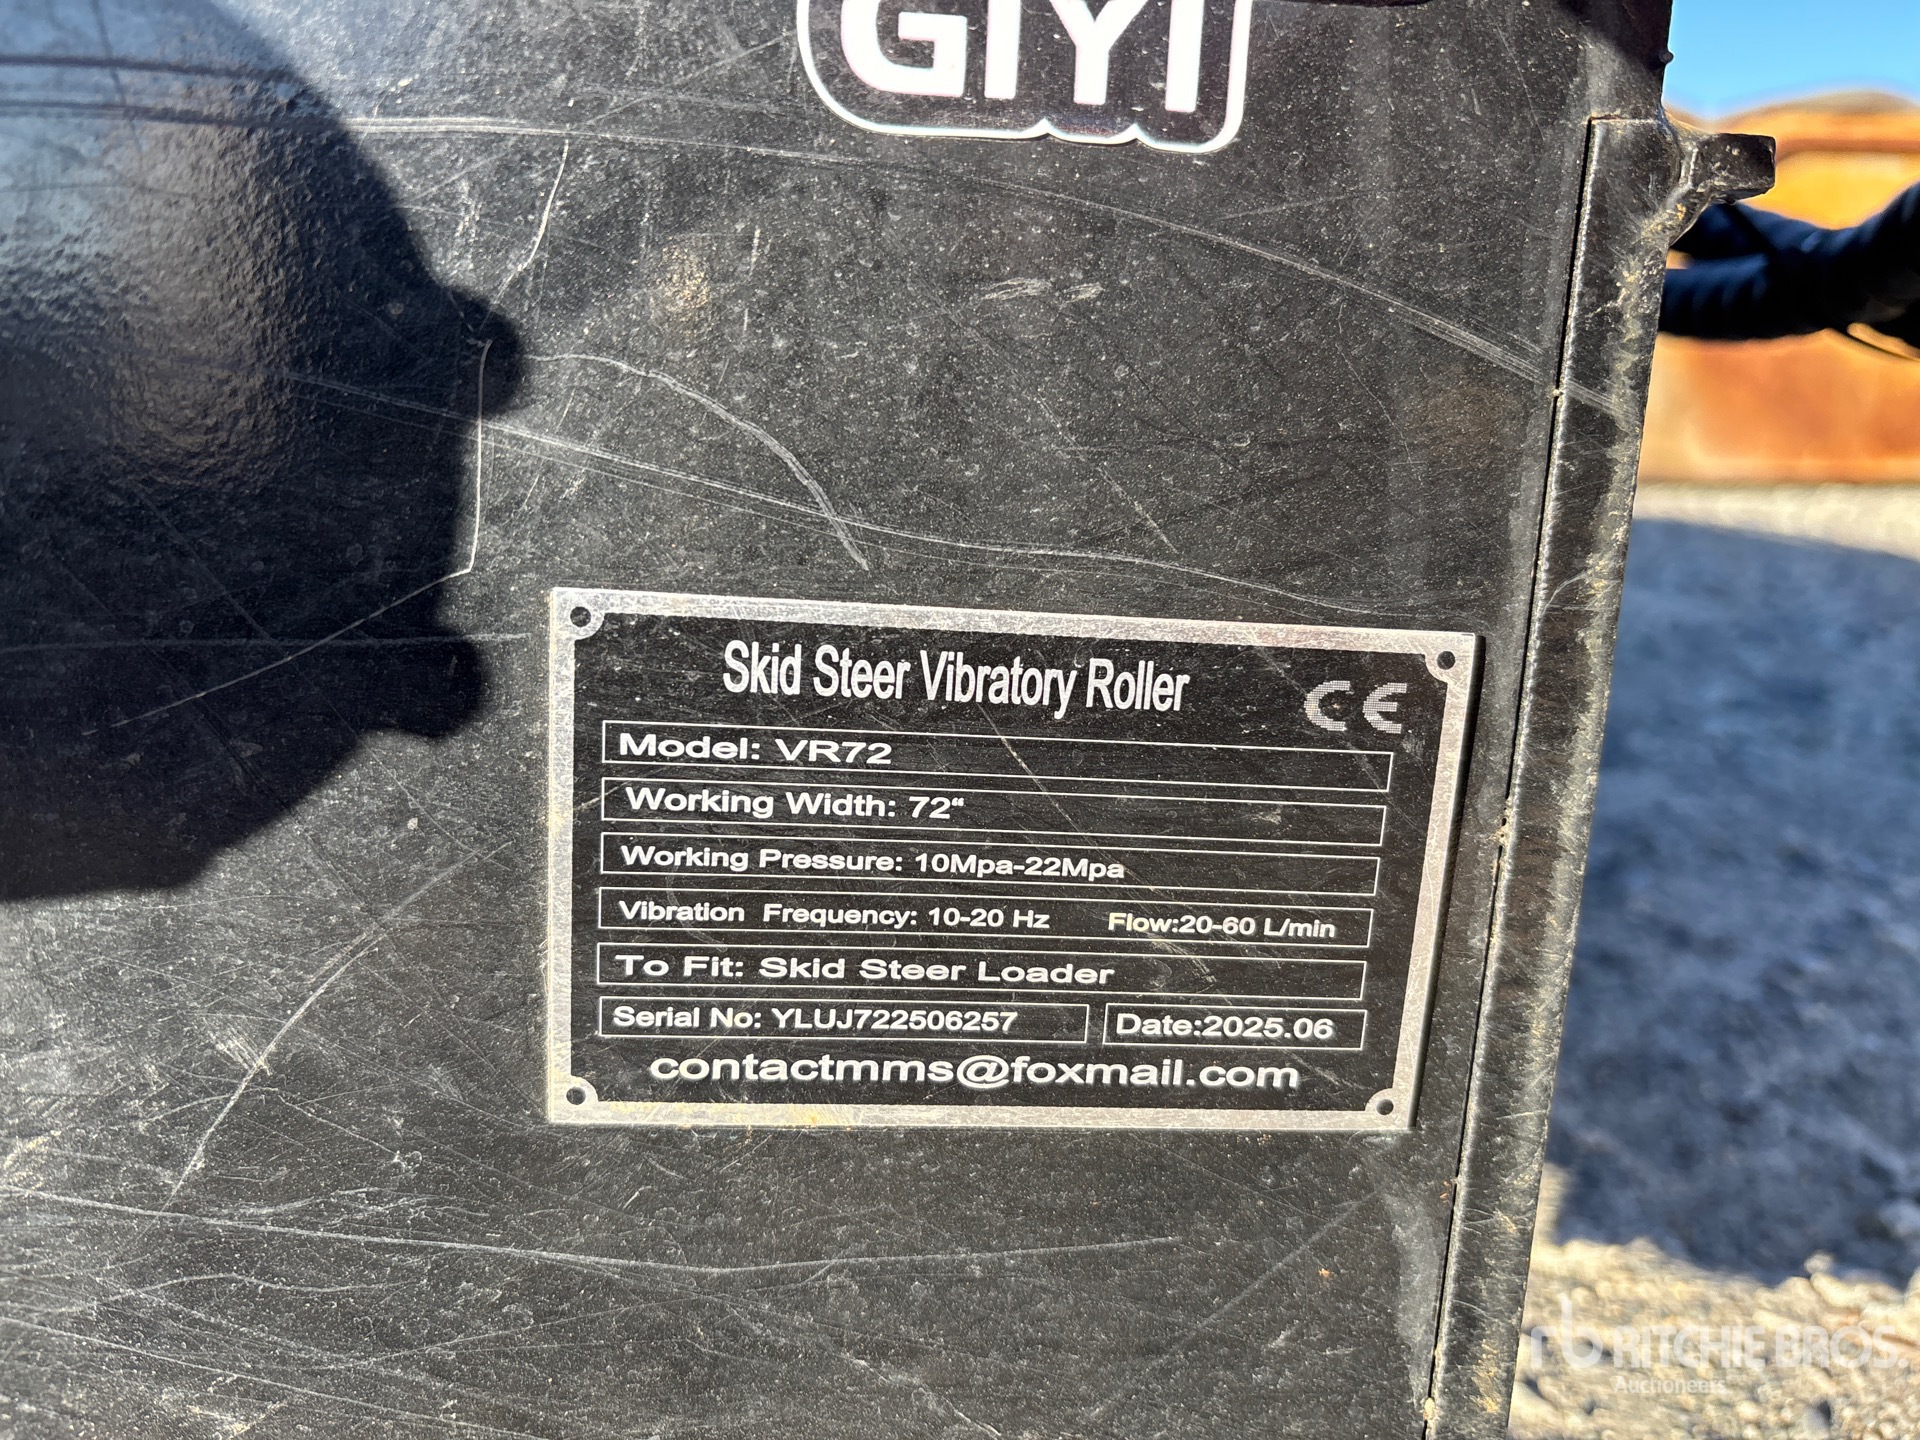 GIYI
Skid Steer Vibratory Roller
CE
Model: VR72
Working Width: 72“
Working Pressure: 10Mpa-22Mpa
Vibration Frequency: 10-20 Hz Flow:20-60 L/min
To Fit: Skid Steer Loader
Serial No: YLUJ722506257 Date:2025.06
contactmms@foxmail.com
rb RITCHIE BROS.
Auctioneers